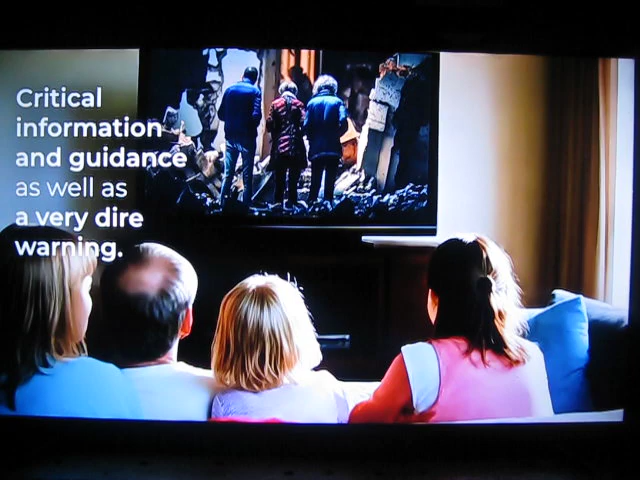 Critical
information
and guidance
as well as
a very dire
warning.